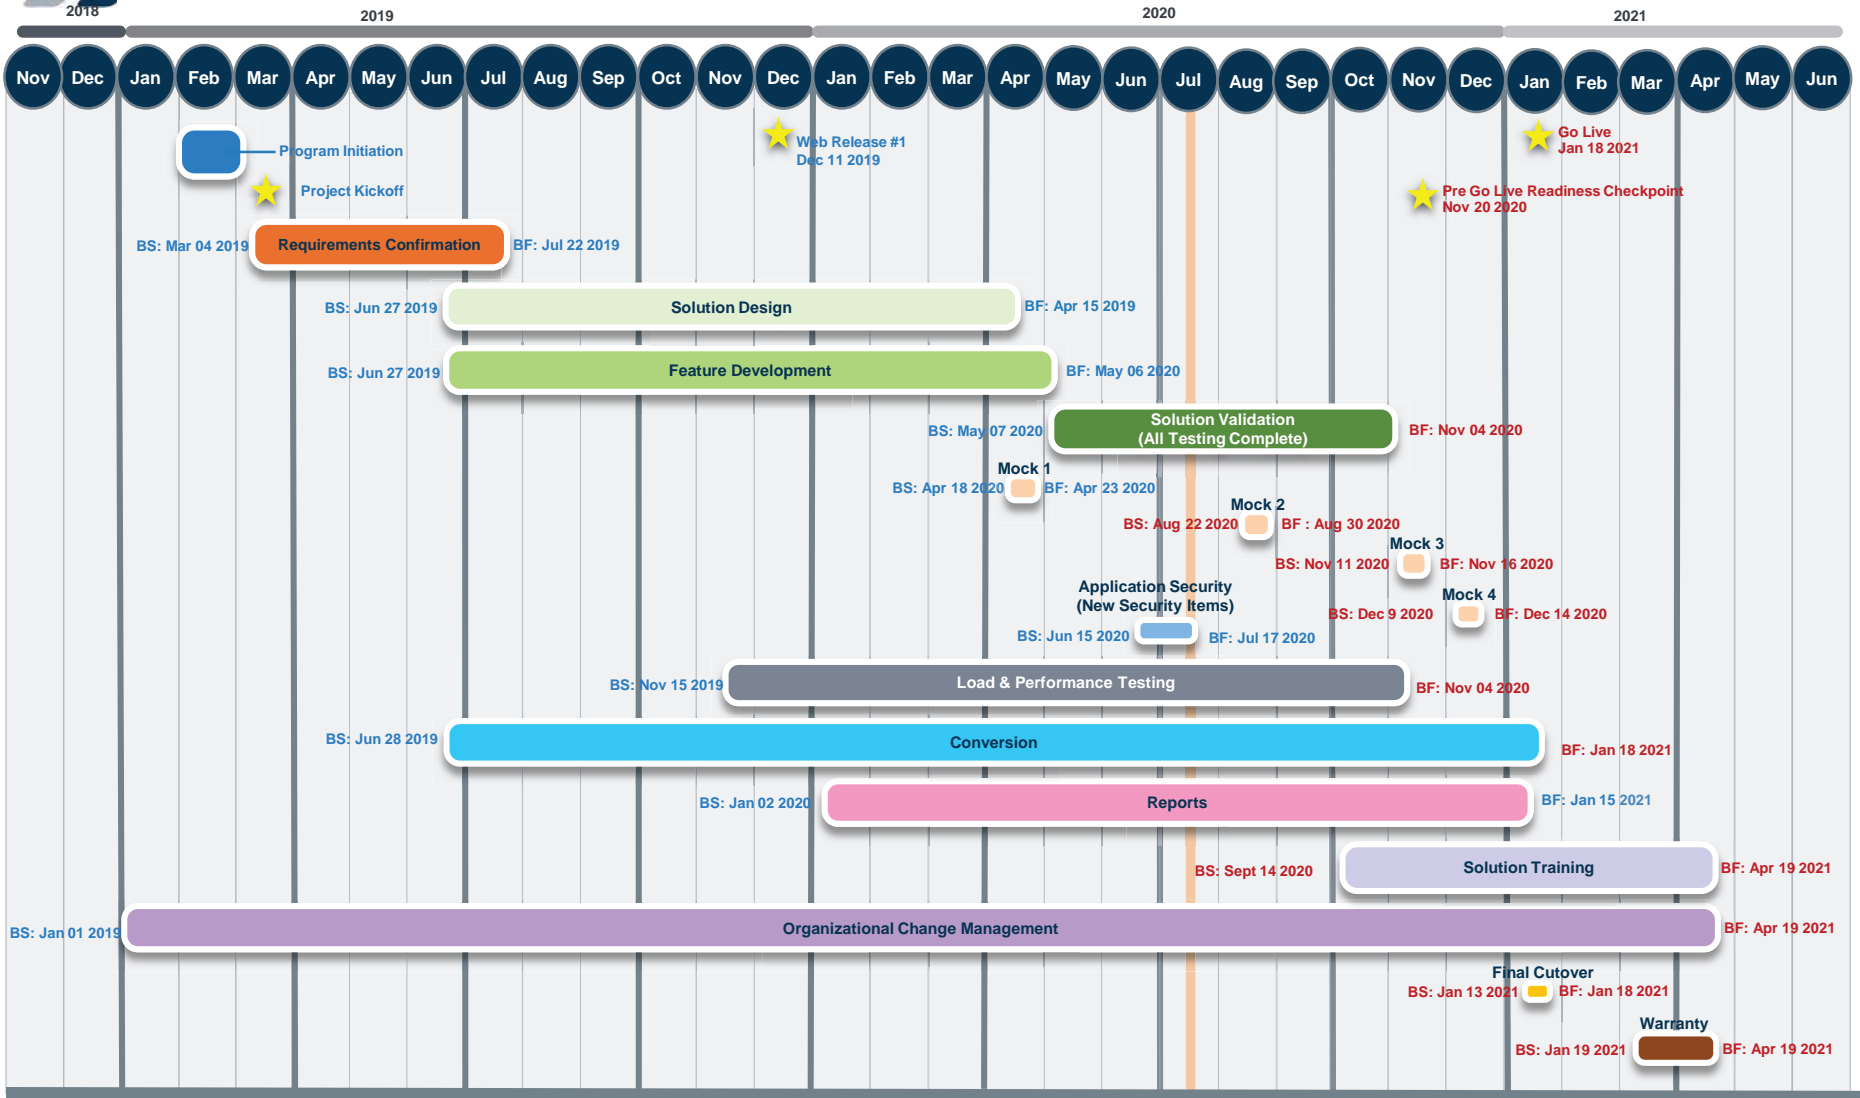 2018
2019
2020
2021
Nov Dec Jan Feb Mar Apr May Jun Jul Aug Sep Oct Nov Dec Jan Feb Mar Apr May Jun Jul Aug Sep Oct Nov Dec Jan Feb Mar Apr May Jun
Program Initiation
Web Release #1
Dec 11 2019
Go Live
Jan 18 2021
Project Kickoff
Pre Go Live Readiness Checkpoint
Nov 20 2020
BS: Mar 04 2019 Requirements Confirmation BF: Jul 22 2019
BS: Jun 27 2019 Solution Design BF: Apr 15 2019
BS: Jun 27 2019 Feature Development BF: May 06 2020
BS: May 07 2020 Solution Validation
(All Testing Complete) BF: Nov 04 2020
Mock 1
BS: Apr 18 2020 BF: Apr 23 2020
Mock 2
BS: Aug 22 2020 BF : Aug 30 2020
Mock 3
BS: Nov 11 2020 BF: Nov 16 2020
Application Security
(New Security Items)
Mock 4
BS: Dec 9 2020 BF: Dec 14 2020
BS: Jun 15 2020 BF: Jul 17 2020
BS: Nov 15 2019 Load & Performance Testing BF: Nov 04 2020
BS: Jun 28 2019 Conversion BF: Jan 18 2021
BS: Jan 02 2020 Reports BF: Jan 15 2021
BS: Sept 14 2020 Solution Training BF: Apr 19 2021
BS: Jan 01 2019 Organizational Change Management BF: Apr 19 2021
Final Cutover
BS: Jan 13 2021 BF: Jan 18 2021
Warranty
BS: Jan 19 2021 BF: Apr 19 2021